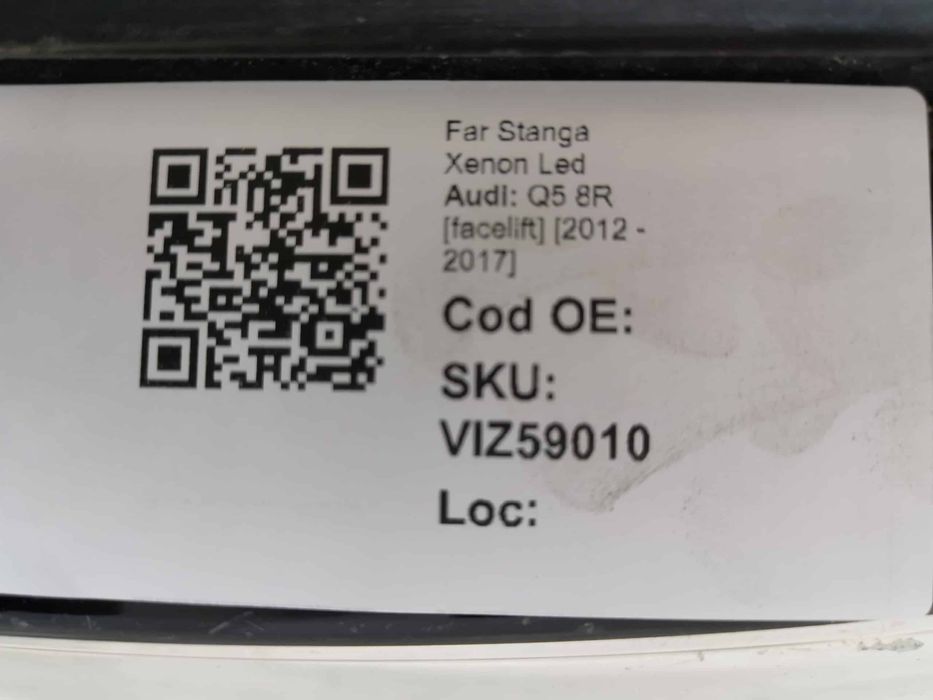 Far Stanga
Xenon Led
Audi: Q5 8R
[facelift] [2012 -
2017]
Cod OE:
SKU:
VIZ59010
Loc: